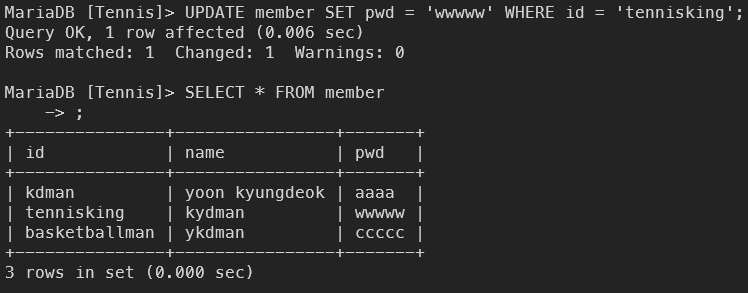 MariaDB [Tennis]> UPDATE member SET pwd = 'wwwww' WHERE id = 'tennisking';
Query OK, 1 row affected (0.006 sec)
Rows matched: 1  Changed: 1  Warnings: 0

MariaDB [Tennis]> SELECT * FROM member
    -> ;
+---------------+----------------+-------+
| id            | name           | pwd   |
+---------------+----------------+-------+
| kdman         | yoon kyungdeok | aaaa  |
| tennisking    | kydman         | wwwww |
| basketballman | ykdman         | ccccc |
+---------------+----------------+-------+
3 rows in set (0.000 sec)